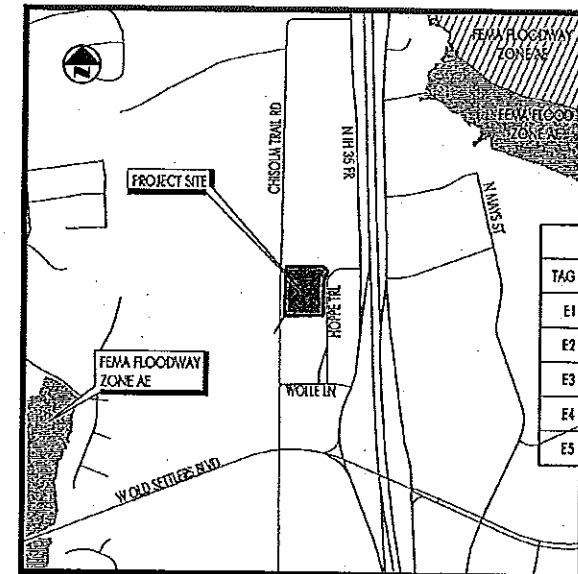 FEMA FLOODWAY
ZONE AE
FEMA FLOOD
ZONE AE
CHISOLM TRAIL RD
N IH 35 FR
N MAYS ST
PROJECT SITE
HOPPE TRL
TAG
E1
E2
E3
E4
E5
FEMA FLOODWAY
ZONE AE
WOLLE LN
W OLD SETTLERS BLVD
N